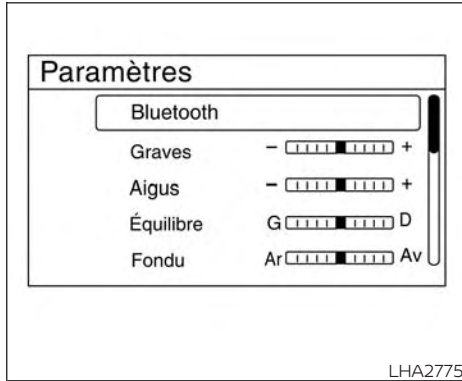 Paramètres
Bluetooth
Graves - +
Aigus - +
Équilibre G D
Fondu Ar Av
LHA2775